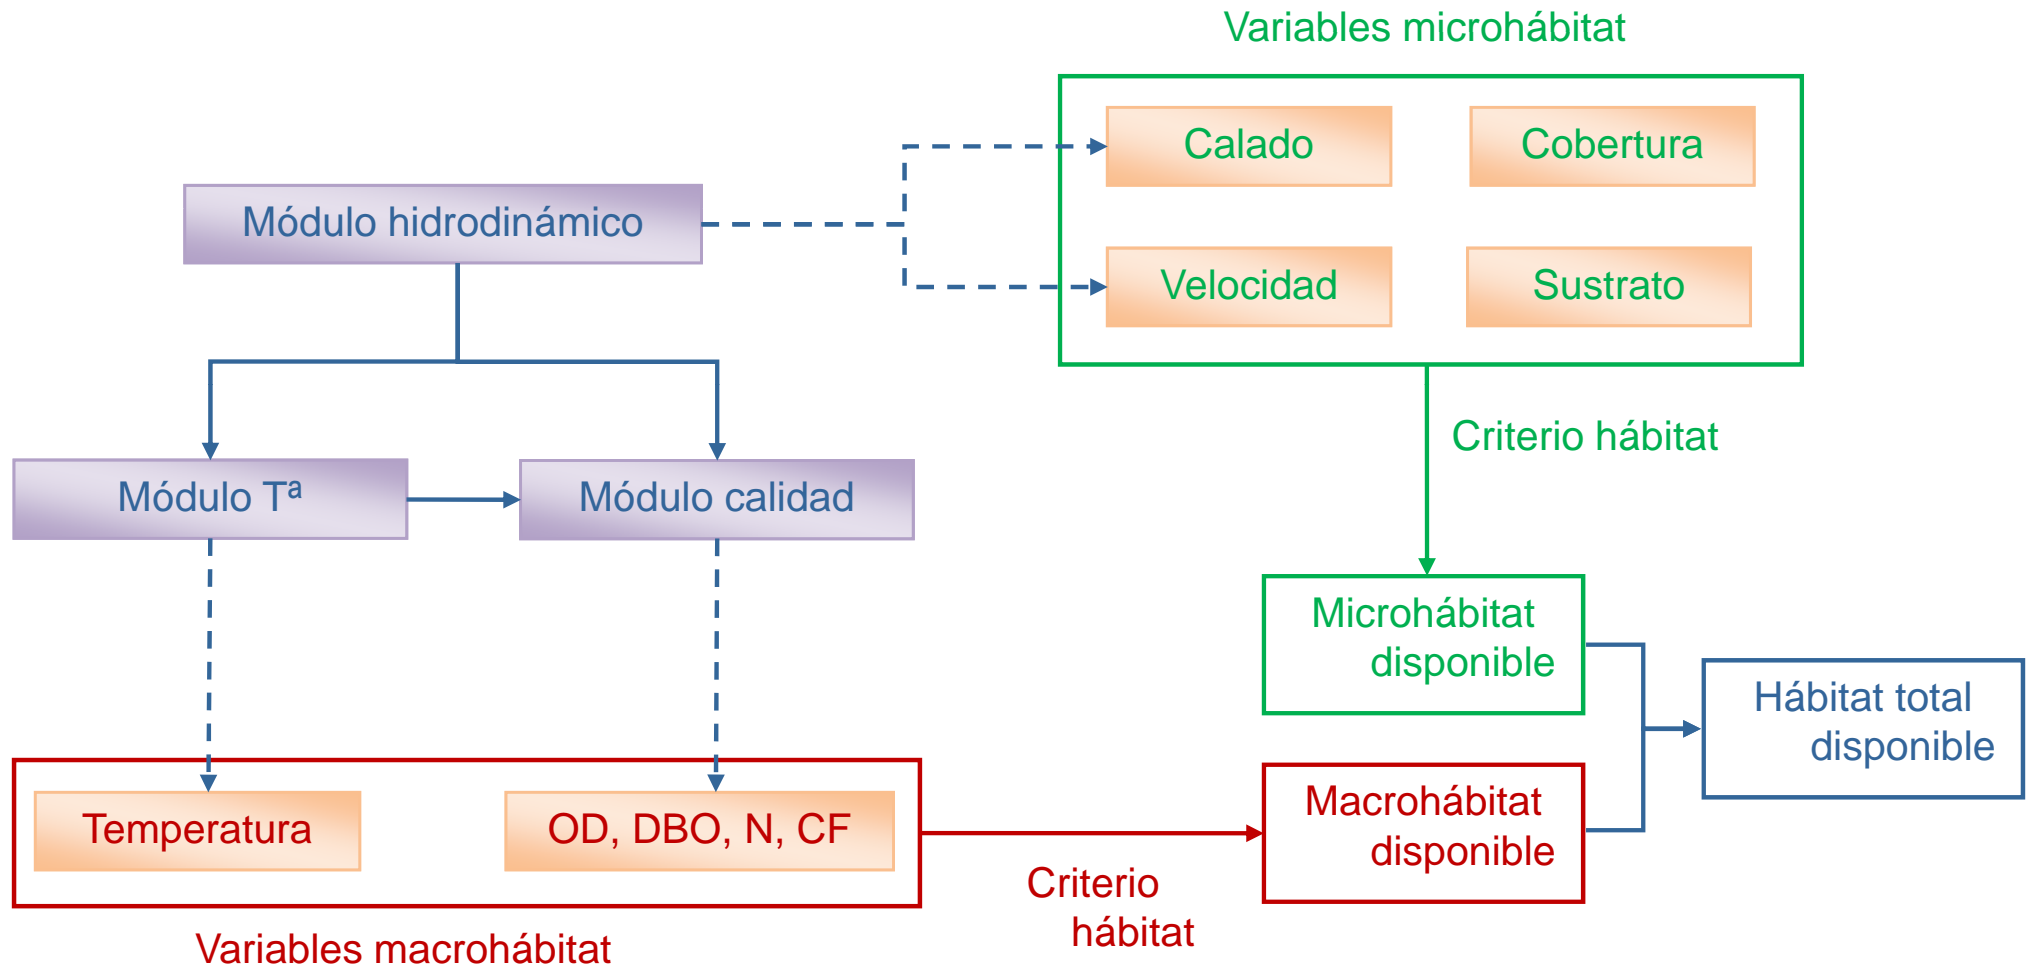 Variables microhábitat
Calado
Cobertura
Módulo hidrodinámico
Velocidad
Sustrato
Criterio hábitat
Módulo Tª
Módulo calidad
Microhábitat
disponible
Hábitat total
disponible
Temperatura
OD, DBO, N, CF
Macrohábitat
disponible
Criterio
hábitat
Variables macrohábitat